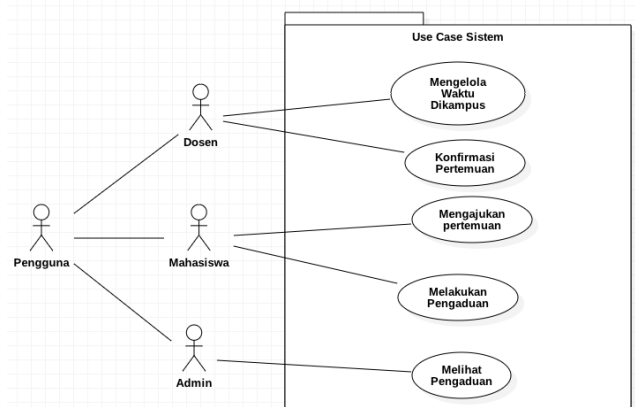 Use Case Sistem
Mengelola
Waktu
Dikampus
Dosen
Konfirmasi
Pertemuan
Mengajukan
pertemuan
Pengguna
Mahasiswa
Melakukan
Pengaduan
Melihat
Pengaduan
Admin